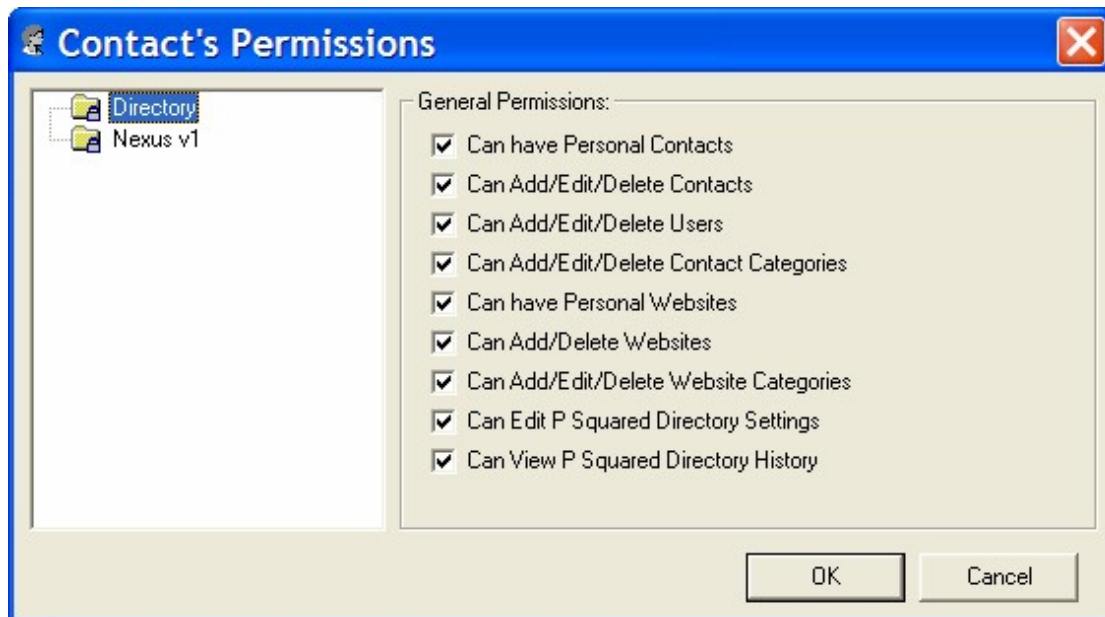 Contact's Permissions
Directory
Nexus v1
General Permissions:
Can have Personal Contacts
Can Add/Edit/Delete Contacts
Can Add/Edit/Delete Users
Can Add/Edit/Delete Contact Categories
Can have Personal Websites
Can Add/Delete Websites
Can Add/Edit/Delete Website Categories
Can Edit P Squared Directory Settings
Can View P Squared Directory History
OK Cancel